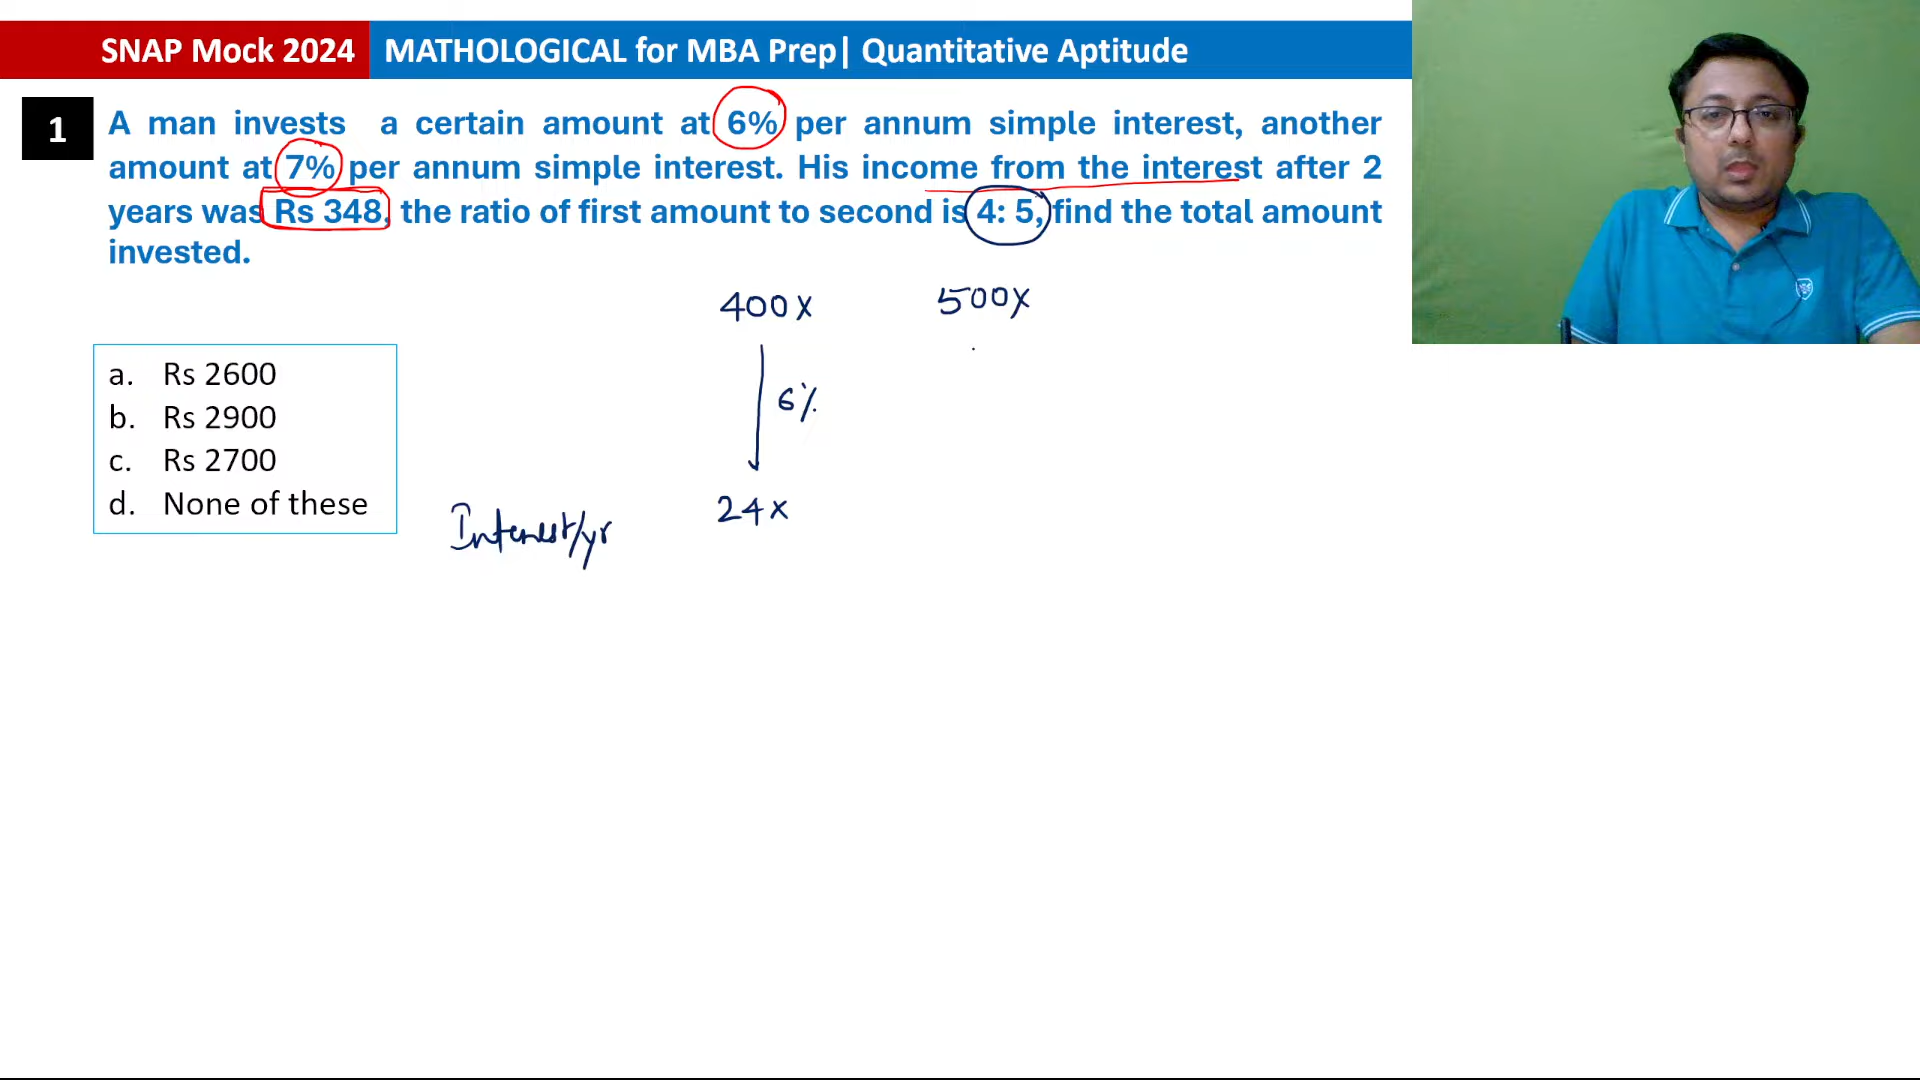 SNAP Mock 2024 MATHOLOGICAL for MBA Prep| Quantitative Aptitude
1 A man invests a certain amount at 6% per annum simple interest, another
amount at 7% per annum simple interest. His income from the interest after 2
years was Rs 348, the ratio of first amount to second is 4: 5, find the total amount
invested.
400x 500x
a. Rs 2600
b. Rs 2900
c. Rs 2700
d. None of these
6%
Interest/yr 24x